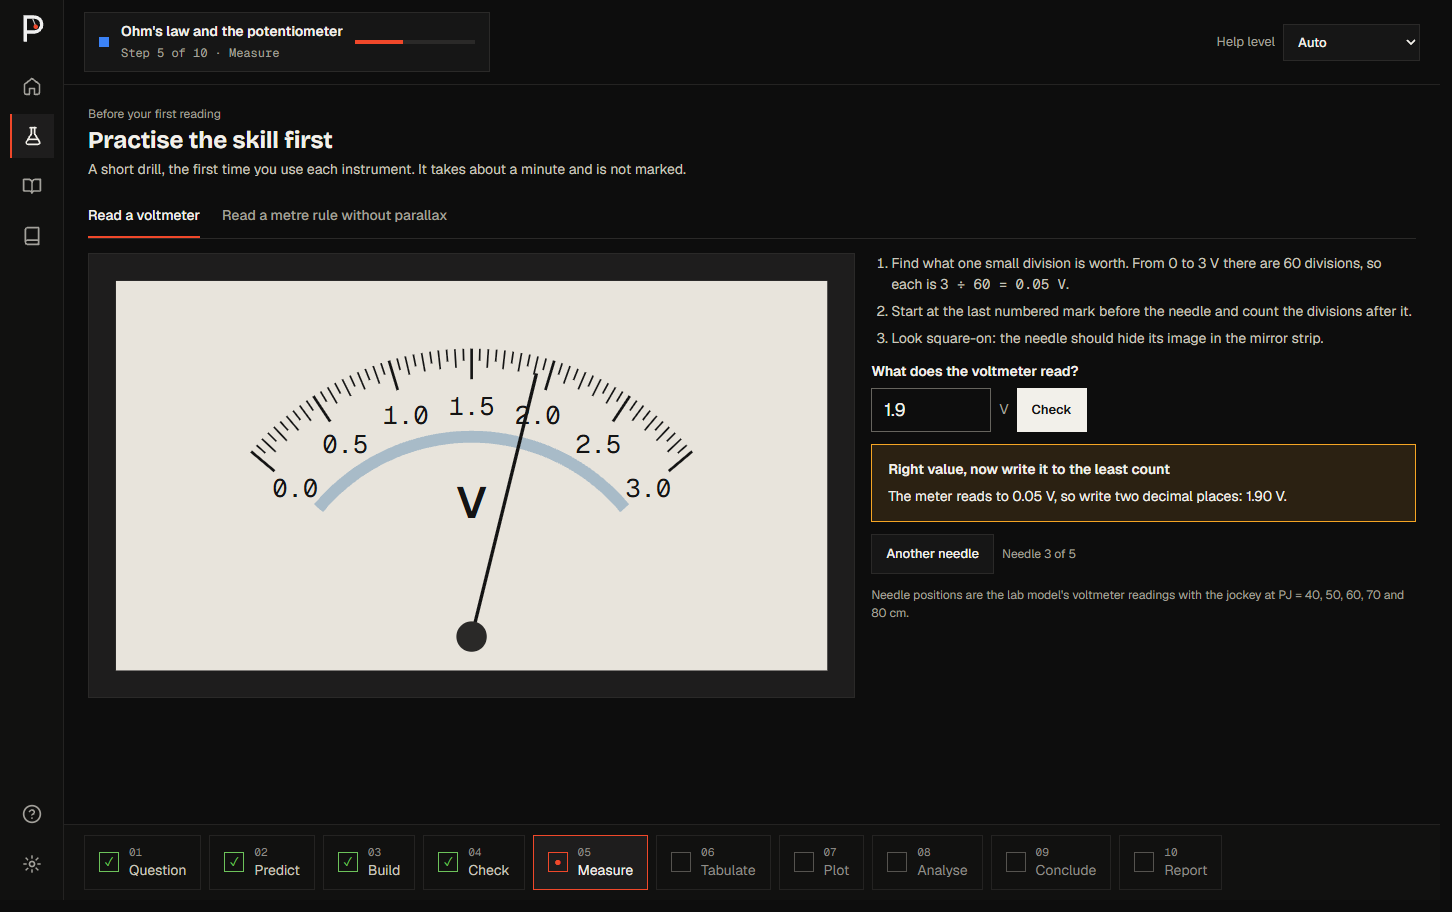 P
Ohm's law and the potentiometer
Step 5 of 10 · Measure
Help level
Auto
Before your first reading
Practise the skill first
A short drill, the first time you use each instrument. It takes about a minute and is not marked.
Read a voltmeter
Read a metre rule without parallax
0.0
0.5
1.0
1.5
2.0
2.5
3.0
V
1. Find what one small division is worth. From 0 to 3 V there are 60 divisions, so
each is 3 ÷ 60 = 0.05 V.
2. Start at the last numbered mark before the needle and count the divisions after it.
3. Look square-on: the needle should hide its image in the mirror strip.
What does the voltmeter read?
1.9
V
Check
Right value, now write it to the least count
The meter reads to 0.05 V, so write two decimal places: 1.90 V.
Another needle
Needle 3 of 5
Needle positions are the lab model's voltmeter readings with the jockey at PJ = 40, 50, 60, 70 and
80 cm.
01
Question
02
Predict
03
Build
04
Check
05
Measure
06
Tabulate
07
Plot
08
Analyse
09
Conclude
10
Report